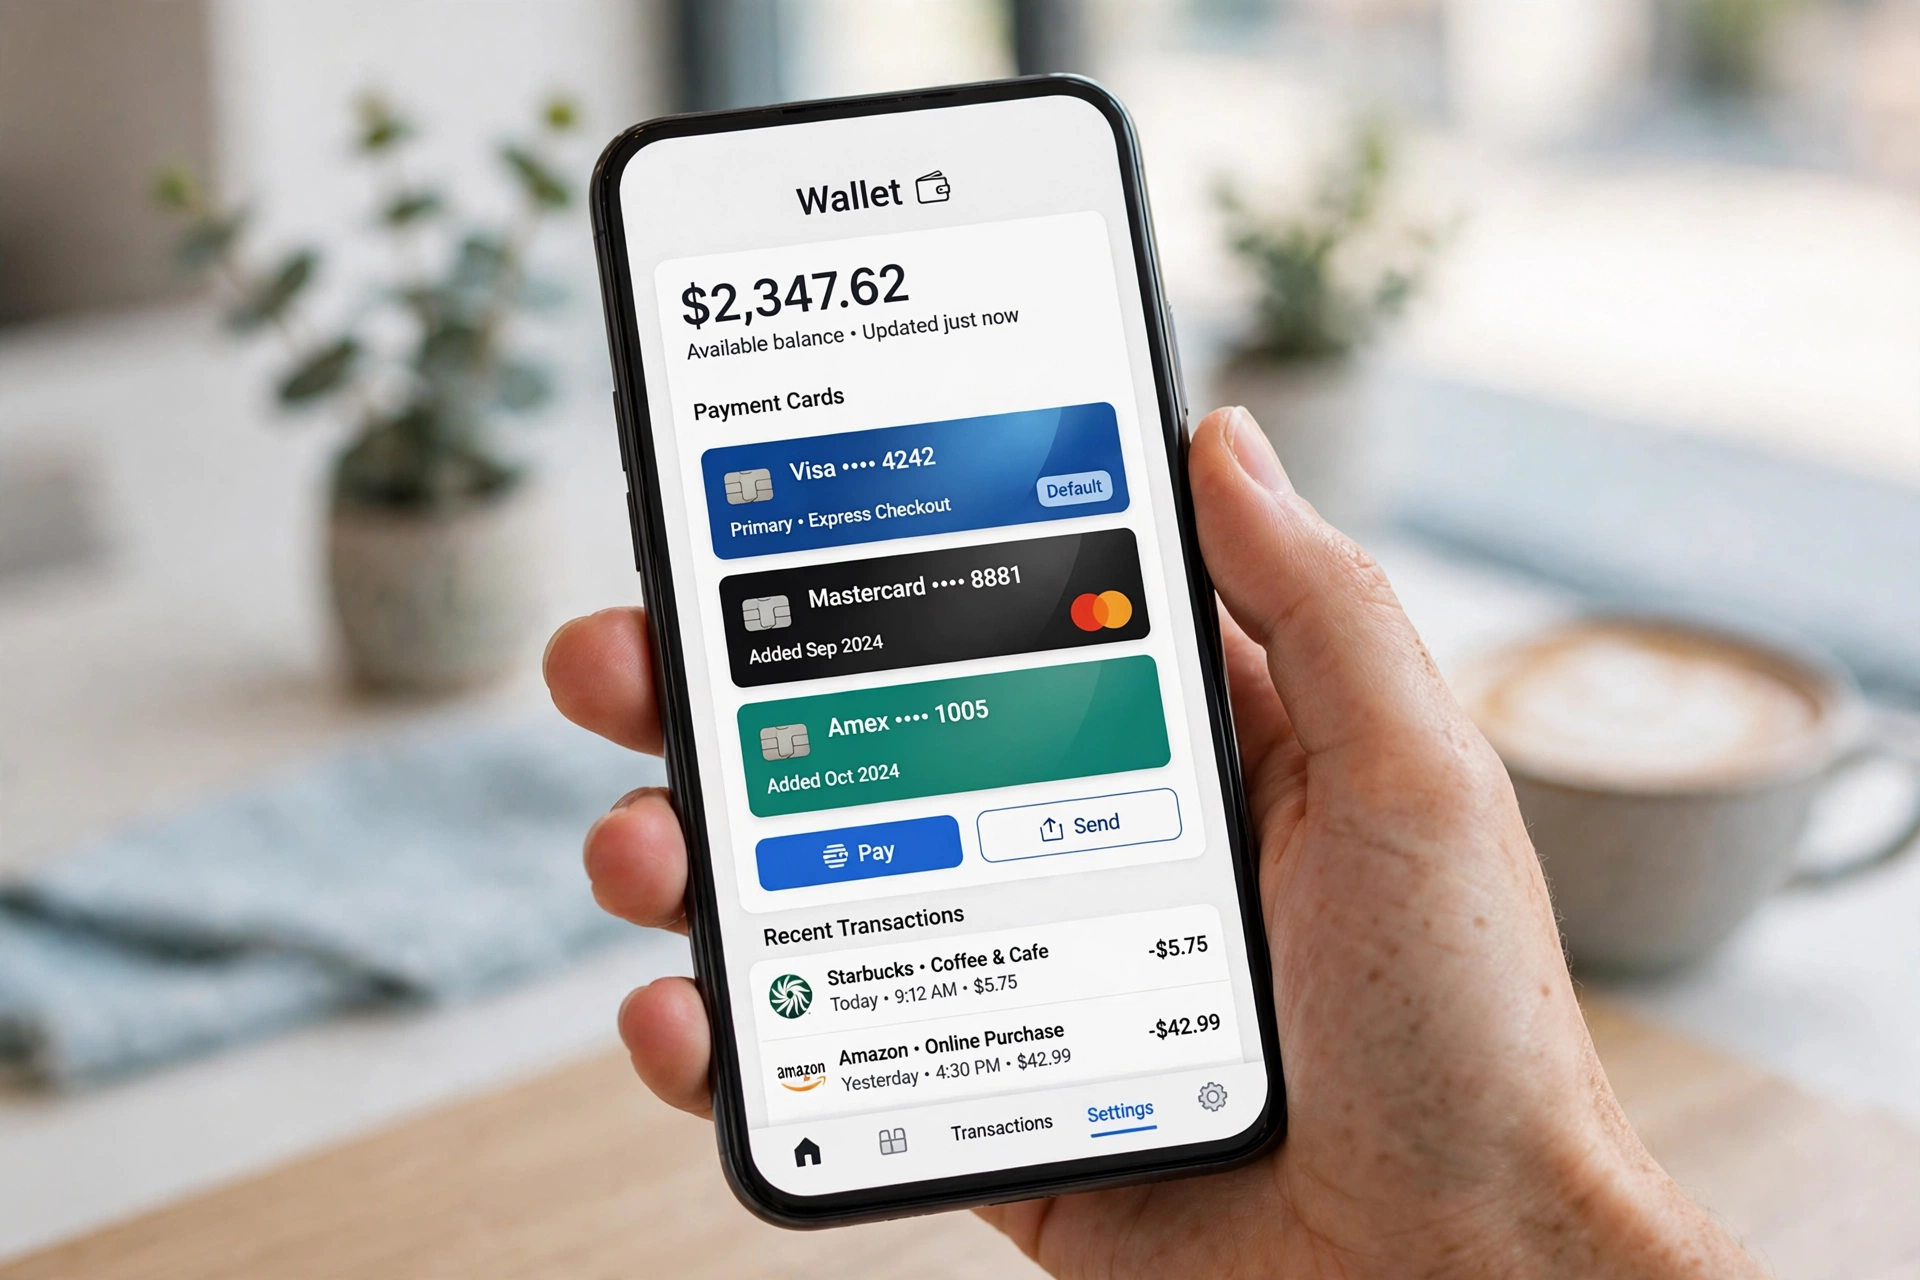 Wallet
$2,347.62
Available balance • Updated just now
Payment Cards
Visa •••• 4242
Primary • Express Checkout
Default
Mastercard •••• 8881
Added Sep 2024
Amex •••• 1005
Added Oct 2024
Pay
Send
Recent Transactions
Starbucks • Coffee & Cafe
-$5.75
Today • 9:12 AM • $5.75
amazon
Amazon • Online Purchase
-$42.99
Yesterday • 4:30 PM • $42.99
Transactions
Settings